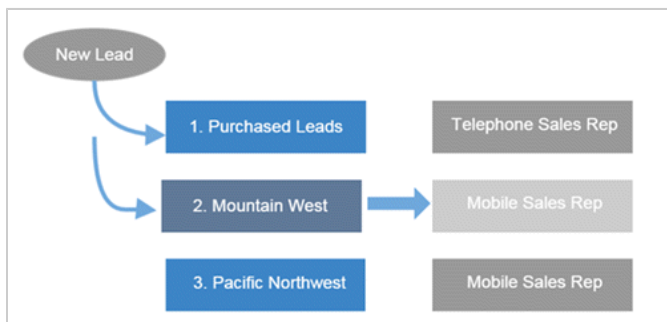 New Lead
1. Purchased Leads
Telephone Sales Rep
2. Mountain West
Mobile Sales Rep
3. Pacific Northwest
Mobile Sales Rep